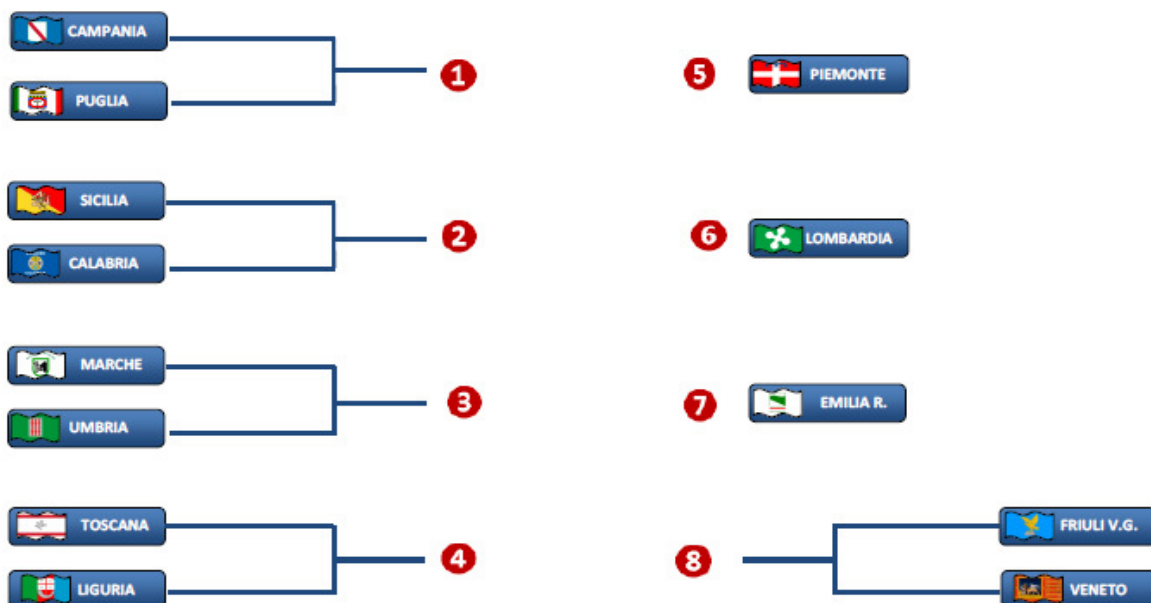 CAMPANIA
PUGLIA
1
SICILIA
CALABRIA
2
MARCHE
UMBRIA
3
TOSCANA
LIGURIA
4
5
PIEMONTE
6
LOMBARDIA
7
EMILIA R.
8
FRIULI V.G.
VENETO